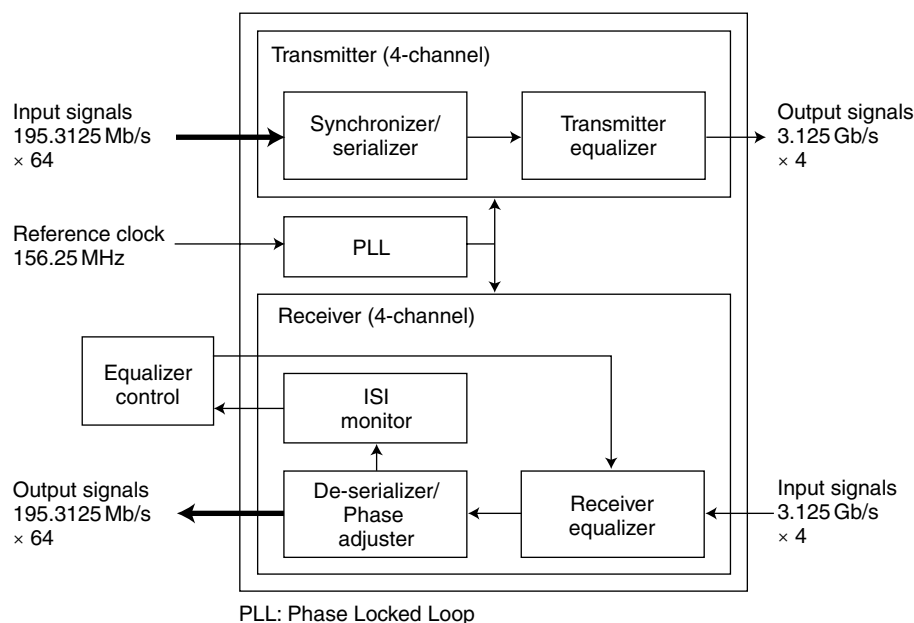 Transmitter (4-channel)
Input signals
195.3125 Mb/s
× 64
Synchronizer/
serializer
Transmitter
equalizer
Output signals
3.125 Gb/s
× 4
Reference clock
156.25 MHz
PLL
Receiver (4-channel)
Equalizer
control
ISI
monitor
Output signals
195.3125 Mb/s
× 64
De-serializer/
Phase
adjuster
Receiver
equalizer
Input signals
3.125 Gb/s
× 4
PLL: Phase Locked Loop